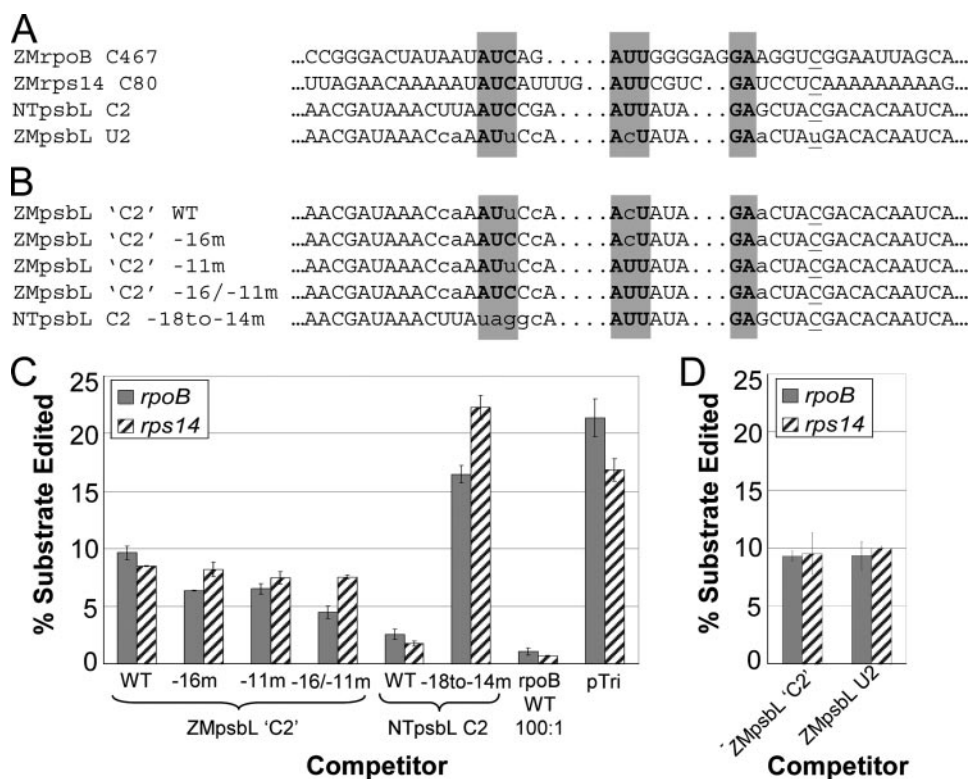 A
ZMrpoB C467 ...CCGGGACUAUAAUAUCAG.....AUUGGGGAGGAAGGUCGGAAUUAGCA...
ZMrps14 C80 ...UUAGAACAAAAAUAUCAUUUG...AUUCGUC..GAUCCUCAAAAAAAAAG...
NTpsbL C2 ...AACGAUAAACUUAAUCCGA.....AUUAUA...GAGCUACGACACAAUCA...
ZMpsbL U2 ...AACGAUAAACcaAAUuCcA.....AcUAUA...GAaCUAuGACACAAUCA...
B
ZMpsbL ‘C2’ WT ...AACGAUAAACcaAAUuCcA.....AcUAUA...GAaCUACGACACAAUCA...
ZMpsbL ‘C2’ -16m ...AACGAUAAACcaAAUCCcA.....AcUAUA...GAaCUACGACACAAUCA...
ZMpsbL ‘C2’ -11m ...AACGAUAAACcaAAUuCcA.....AUUAUA...GAaCUACGACACAAUCA...
ZMpsbL ‘C2’ -16/-11m ...AACGAUAAACcaAAUCCcA.....AUUAUA...GAaCUACGACACAAUCA...
NTpsbL C2 -18to-14m ...AACGAUAAACUUAuaggcA.....AUUAUA...GAGCUACGACACAAUCA...
C
% Substrate Edited
25
20
15
10
5
0
rpoB
rps14
WT -16m -11m -16/-11m WT -18to-14m rpoB WT 100:1 pTri
ZMpsbL ‘C2’ NTpsbL C2
Competitor
D
% Substrate Edited
25
20
15
10
5
0
rpoB
rps14
ZMpsbL ‘C2’
ZMpsbL U2
Competitor